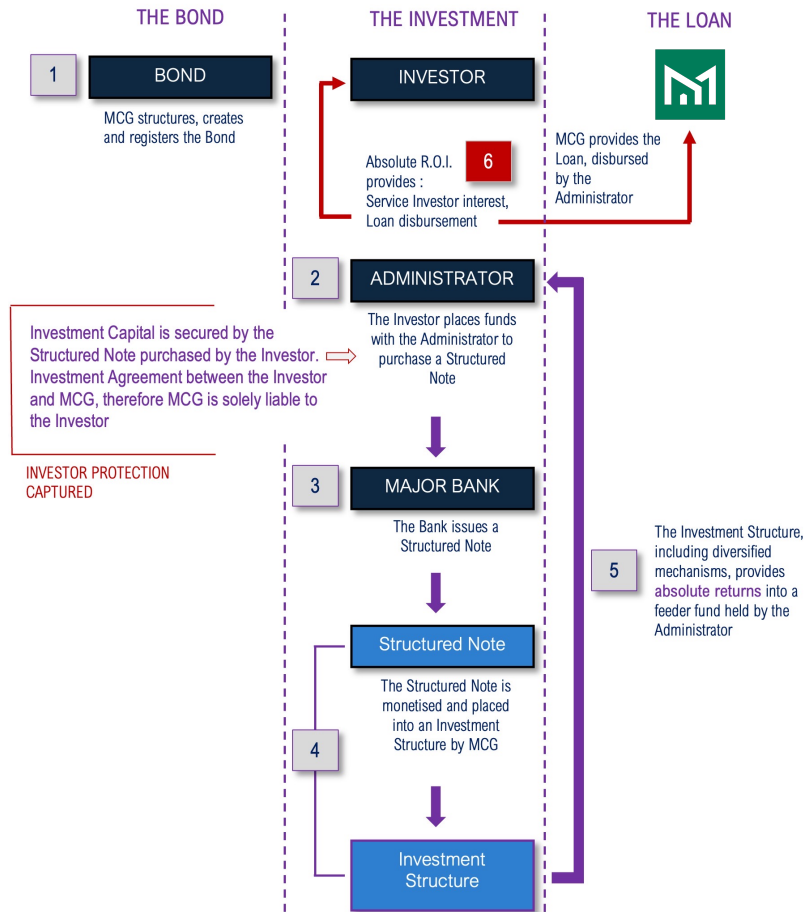 THE BOND
THE INVESTMENT
THE LOAN
1
BOND
MCG structures, creates
and registers the Bond
INVESTOR
Absolute R.O.I.
provides :
Service Investor interest,
Loan disbursement
6
MCG provides the
Loan, disbursed
by the
Administrator
2
ADMINISTRATOR
The Investor places funds
with the Administrator to
purchase a Structured
Note
Investment Capital is secured by the
Structured Note purchased by the Investor.
Investment Agreement between the Investor
and MCG, therefore MCG is solely liable to
the Investor
INVESTOR PROTECTION
CAPTURED
3
MAJOR BANK
The Bank issues a
Structured Note
Structured Note
The Structured Note is
monetised and placed
into an Investment
Structure by MCG
4
Investment
Structure
5
The Investment Structure,
including diversified
mechanisms, provides
absolute returns into a
feeder fund held by the
Administrator